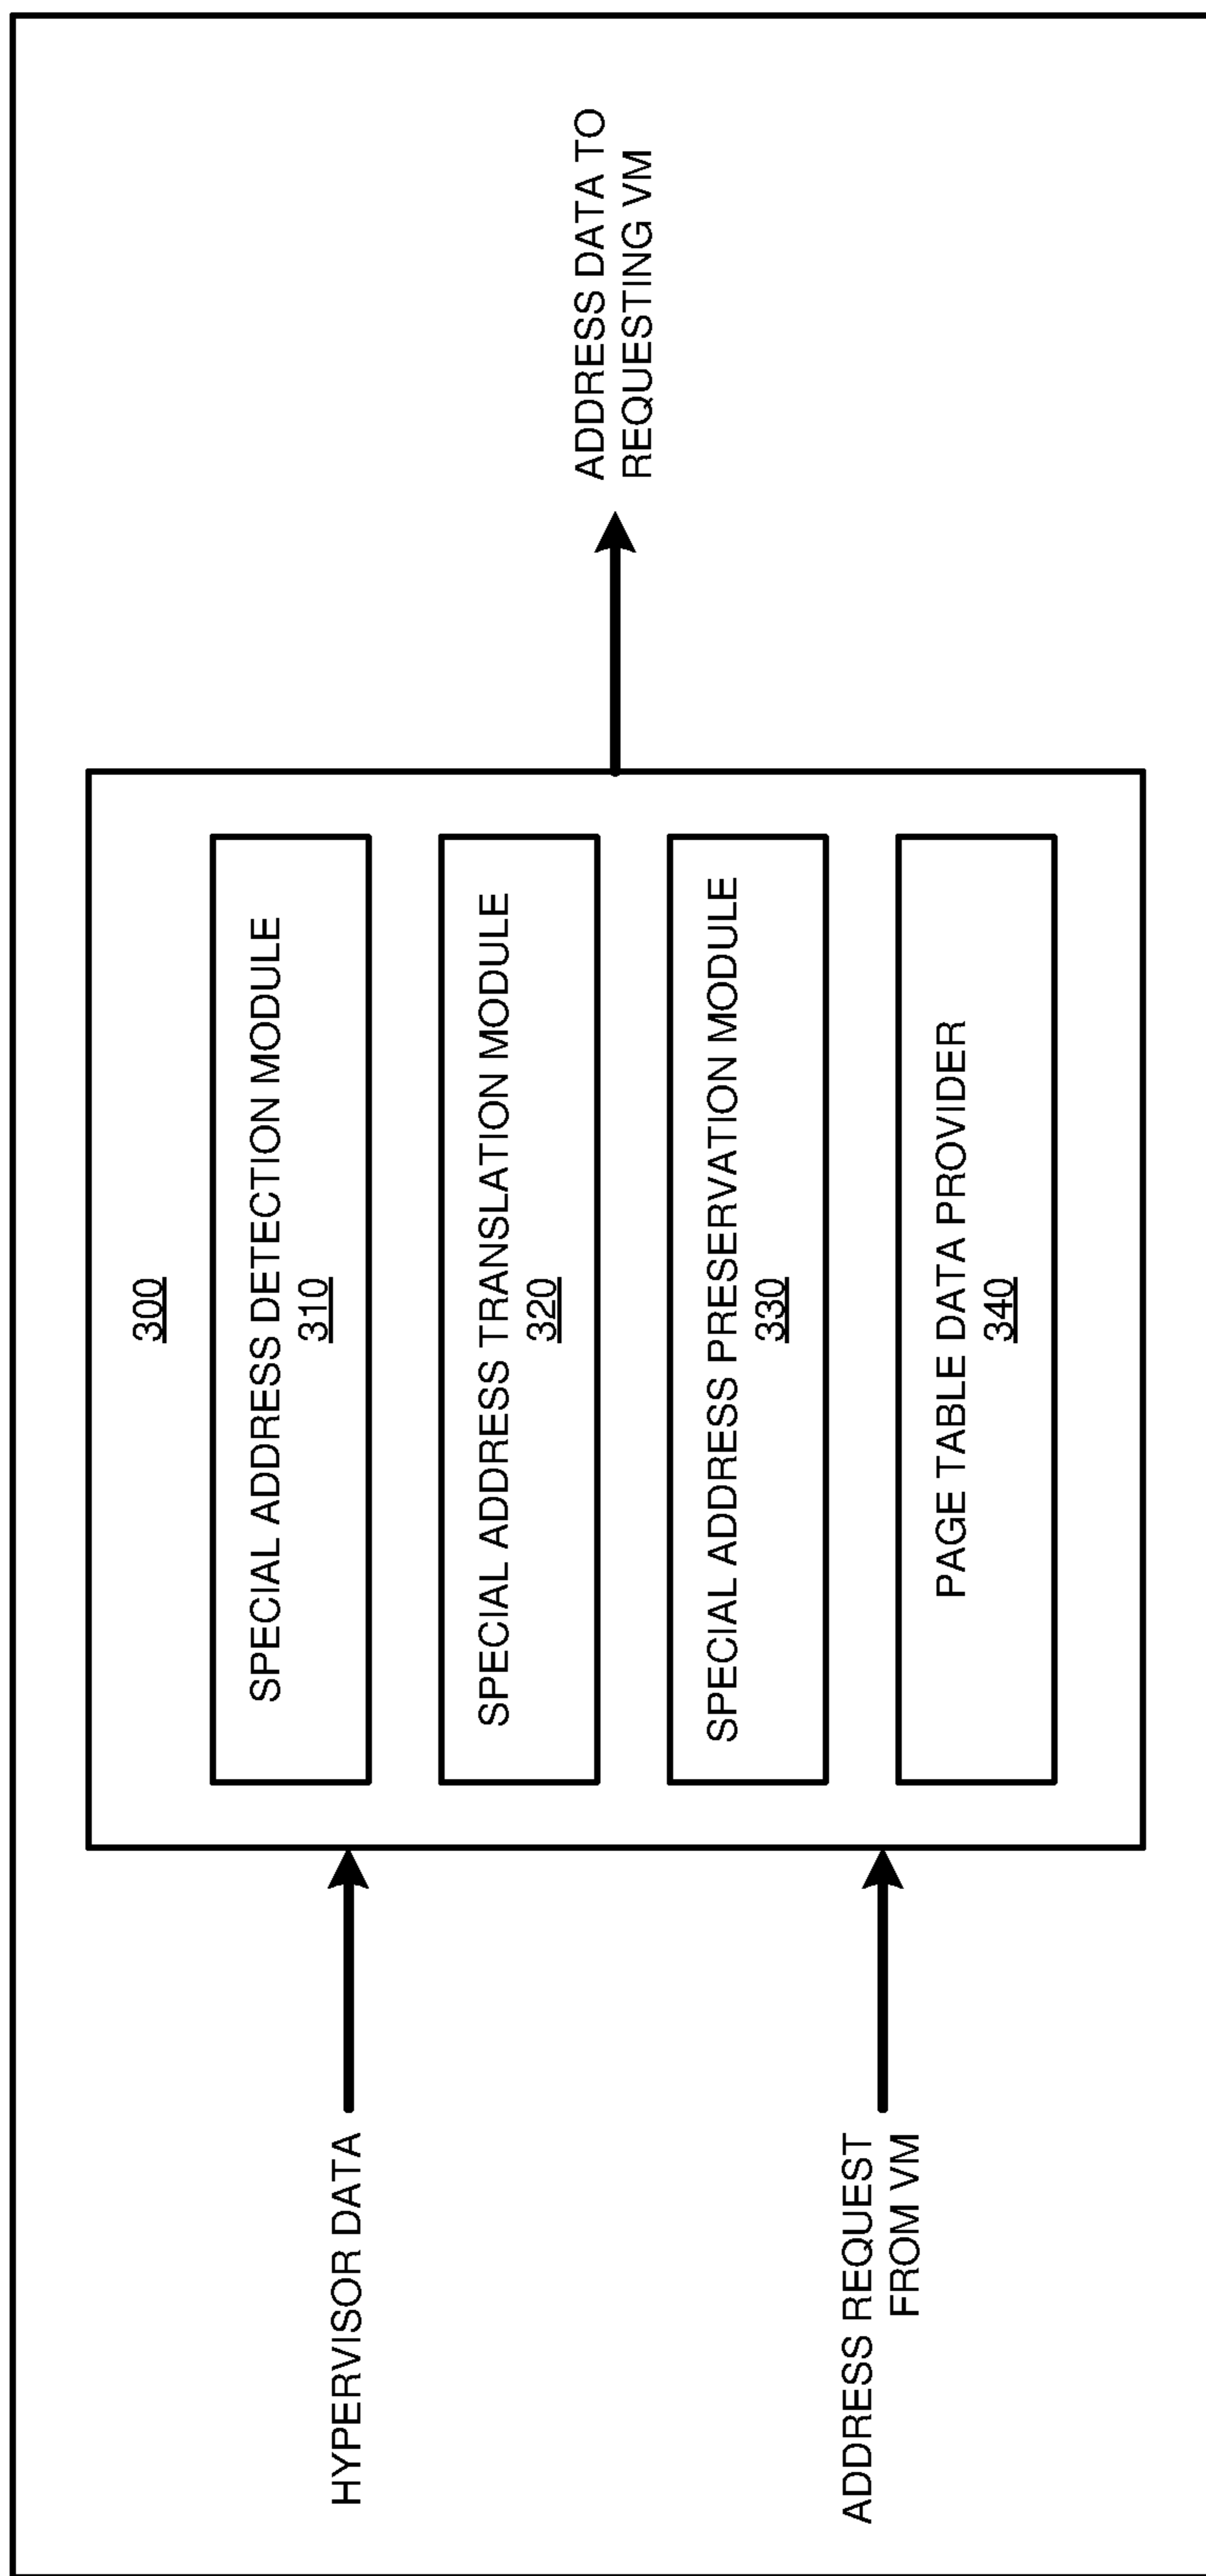 HYPERVISOR DATA
ADDRESS REQUEST
FROM VM
300
SPECIAL ADDRESS DETECTION MODULE
310
SPECIAL ADDRESS TRANSLATION MODULE
320
SPECIAL ADDRESS PRESERVATION MODULE
330
PAGE TABLE DATA PROVIDER
340
ADDRESS DATA TO
REQUESTING VM